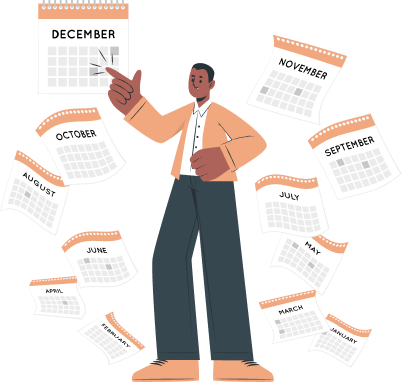 DECEMBER
NOVEMBER
OCTOBER
SEPTEMBER
AUGUST
JULY
JUNE
MAY
APRIL
MARCH
FEBRUARY
JANUARY